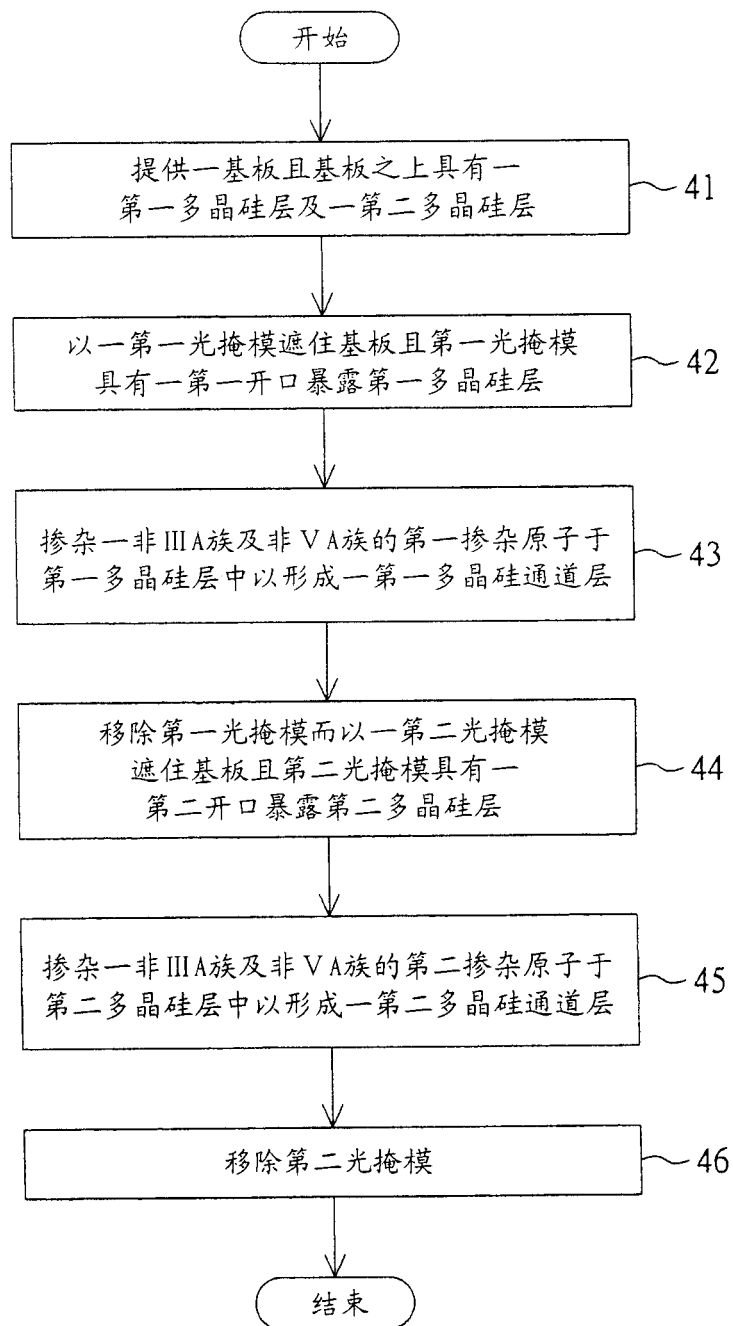 开始
提供一基板且基板之上具有一
第一多晶硅层及一第二多晶硅层
41
以一第一光掩模遮住基板且第一光掩模
具有一第一开口暴露第一多晶硅层
42
掺杂一非ⅢA族及非ⅤA族的第一掺杂原子于
第一多晶硅层中以形成一第一多晶硅通道层
43
移除第一光掩模而以一第二光掩模
遮住基板且第二光掩模具有一
第二开口暴露第二多晶硅层
44
掺杂一非ⅢA族及非ⅤA族的第二掺杂原子于
第二多晶硅层中以形成一第二多晶硅通道层
45
移除第二光掩模
46
结束